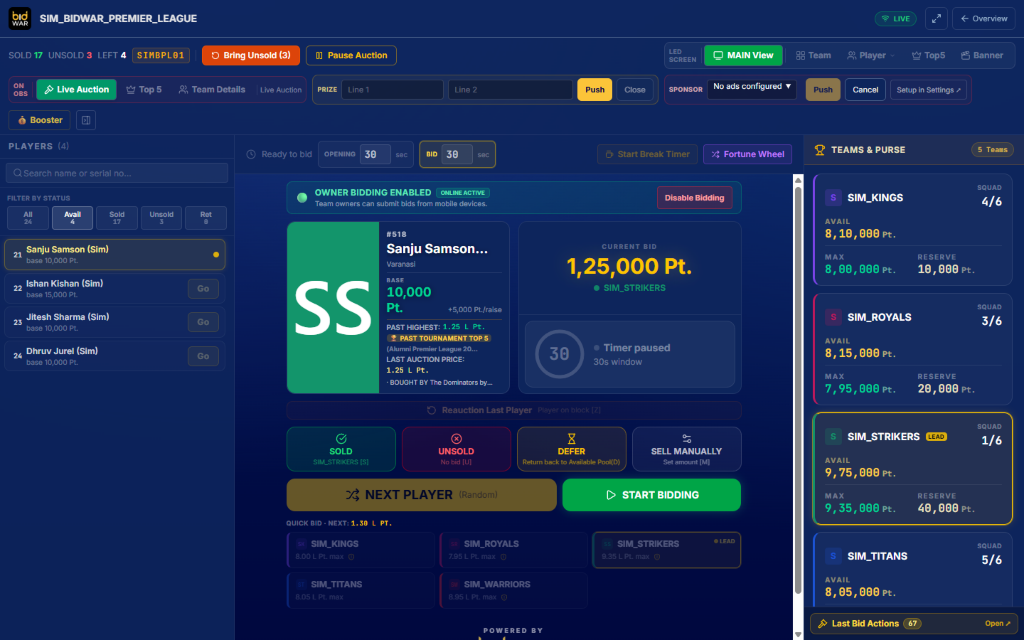 bid WAR
SIM_BIDWAR_PREMIER_LEAGUE
LIVE
Overview
SOLD 17 UNSOLD 3 LEFT 4 SIMBPL01
Bring Unsold (3)
Pause Auction
LED SCREEN
MAIN View
Team
Player
Top5
Banner
ON OBS
Live Auction
Top 5
Team Details
Live Auction
PRIZE
Line 1
Line 2
Push
Close
SPONSOR
No ads configured
Push
Cancel
Setup in Settings
Booster
PLAYERS (4)
Search name or serial no...
FILTER BY STATUS
All 24
Avail 4
Sold 17
Unsold 3
Ret
21 Sanju Samson (Sim)
base 10,000 Pt.
22 Ishan Kishan (Sim)
base 15,000 Pt.
Go
23 Jitesh Sharma (Sim)
base 10,000 Pt.
Go
24 Dhruv Jurel (Sim)
base 10,000 Pt.
Go
Ready to bid
OPENING 30 sec
BID 30 sec
Start Break Timer
Fortune Wheel
OWNER BIDDING ENABLED ONLINE ACTIVE
Team owners can submit bids from mobile devices.
Disable Bidding
SS
#518
Sanju Samson...
Varanasi
BASE
10,000 Pt.
+5,000 Pt./raise
PAST HIGHEST: 1.25 L Pt.
PAST TOURNAMENT TOP 5
(Alumni Premier League 20...
LAST AUCTION PRICE:
1.25 L Pt.
· BOUGHT BY The Dominators by...
CURRENT BID
1,25,000 Pt.
SIM_STRIKERS
30
Timer paused
30s window
Reauction Last Player Player on block [Z]
SOLD
SIM_STRIKERS [S]
UNSOLD
No bid [U]
DEFER
Return back to Available Pool(D)
SELL MANUALLY
Set amount [M]
NEXT PLAYER (Random)
START BIDDING
QUICK BID · NEXT: 1.30 L PT.
SIM_KINGS
8.00 L Pt. max
SIM_ROYALS
7.95 L Pt. max
SIM_STRIKERS
LEAD
9.35 L Pt. max
SIM_TITANS
8.05 L Pt. max
SIM_WARRIORS
8.95 L Pt. max
POWERED BY
TEAMS & PURSE
5 Teams
S SIM_KINGS
SQUAD
4/6
AVAIL
8,10,000 Pt.
MAX
8,00,000 Pt.
RESERVE
10,000 Pt.
S SIM_ROYALS
SQUAD
3/6
AVAIL
8,15,000 Pt.
MAX
7,95,000 Pt.
RESERVE
20,000 Pt.
S SIM_STRIKERS LEAD
SQUAD
1/6
AVAIL
9,75,000 Pt.
MAX
9,35,000 Pt.
RESERVE
40,000 Pt.
S SIM_TITANS
SQUAD
5/6
AVAIL
8,05,000 Pt.
Last Bid Actions 67
Open